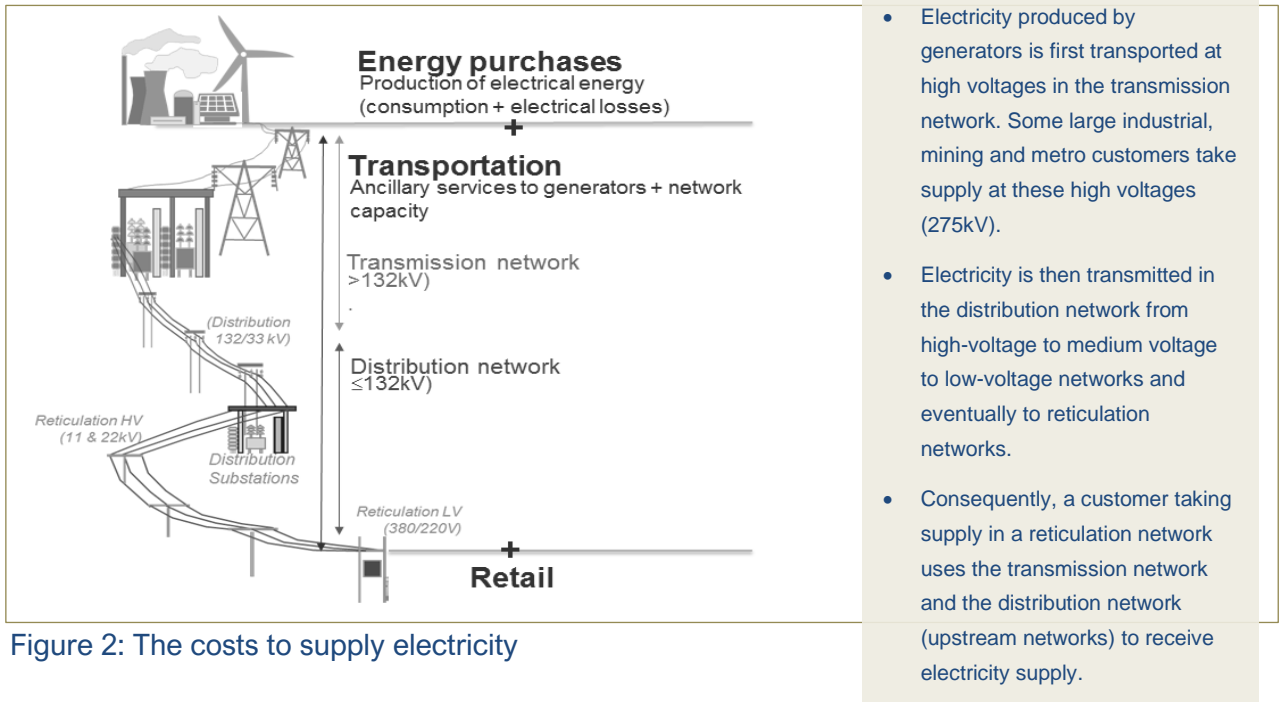 Energy purchases
Production of electrical energy
(consumption + electrical losses)
+
Transportation
Ancillary services to generators + network
capacity
Transmission network
>132kV)
.
(Distribution
132/33 kV)
Distribution network
≤132kV)
Reticulation HV
(11 & 22kV)
Distribution
Substations
Reticulation LV
(380/220V)
+
Retail
Figure 2: The costs to supply electricity
• Electricity produced by
generators is first transported at
high voltages in the transmission
network. Some large industrial,
mining and metro customers take
supply at these high voltages
(275kV).
• Electricity is then transmitted in
the distribution network from
high-voltage to medium voltage
to low-voltage networks and
eventually to reticulation
networks.
• Consequently, a customer taking
supply in a reticulation network
uses the transmission network
and the distribution network
(upstream networks) to receive
electricity supply.